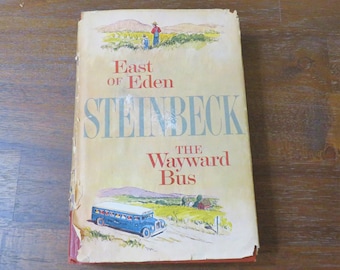 East
OF Eden
STEINBECK
THE
Wayward
Bus